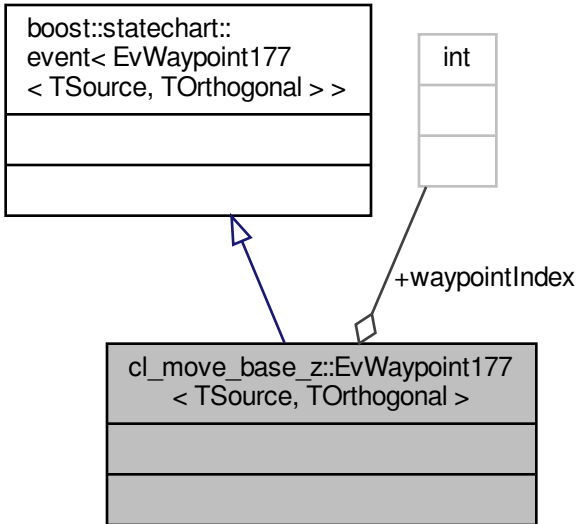 boost::statechart::
event< EvWaypoint177
< TSource, TOrthogonal > >
int
+waypointIndex
cl_move_base_z::EvWaypoint177
< TSource, TOrthogonal >